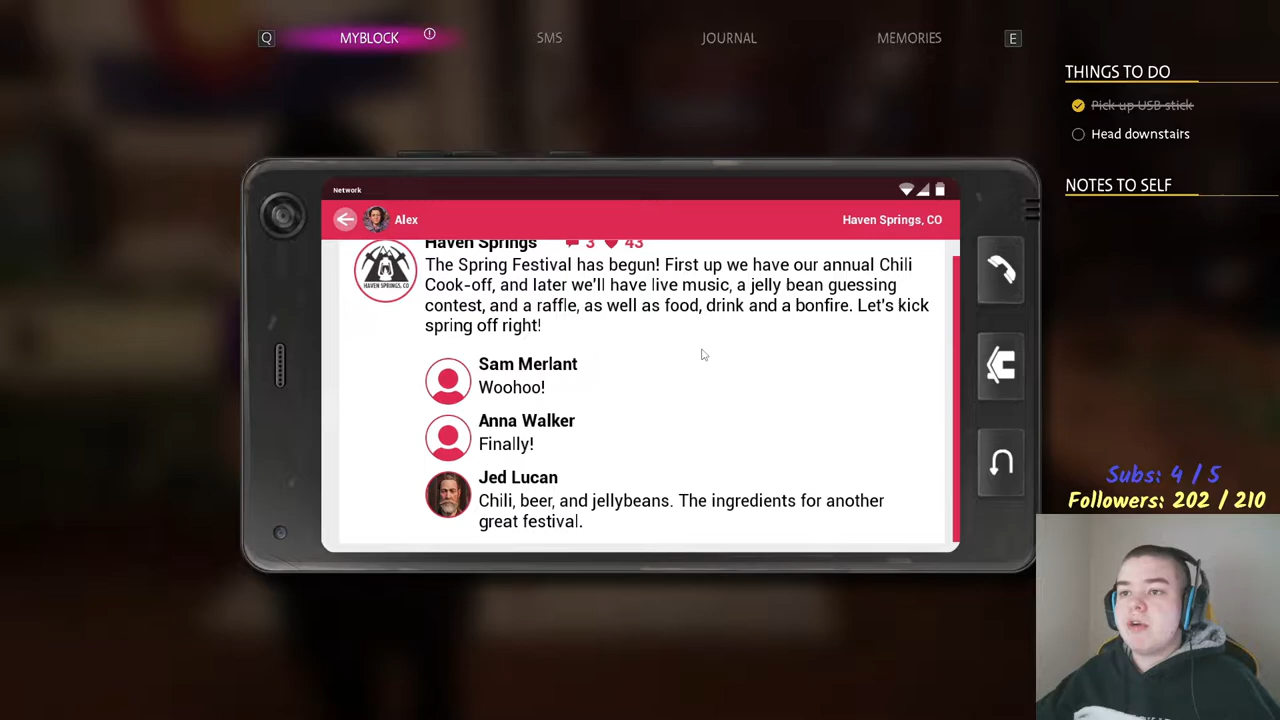 Q
MYBLOCK
SMS
JOURNAL
MEMORIES
E
THINGS TO DO
Pick up USB stick
Head downstairs
NOTES TO SELF
Network
Alex
Haven Springs, CO
Haven Springs 3 43
The Spring Festival has begun! First up we have our annual Chili
Cook-off, and later we'll have live music, a jelly bean guessing
contest, and a raffle, as well as food, drink and a bonfire. Let's kick
spring off right!
HAVEN SPRINGS, CO
Sam Merlant
Woohoo!
Anna Walker
Finally!
Jed Lucan
Chili, beer, and jellybeans. The ingredients for another
great festival.
Subs: 4 / 5
Followers: 202 / 210